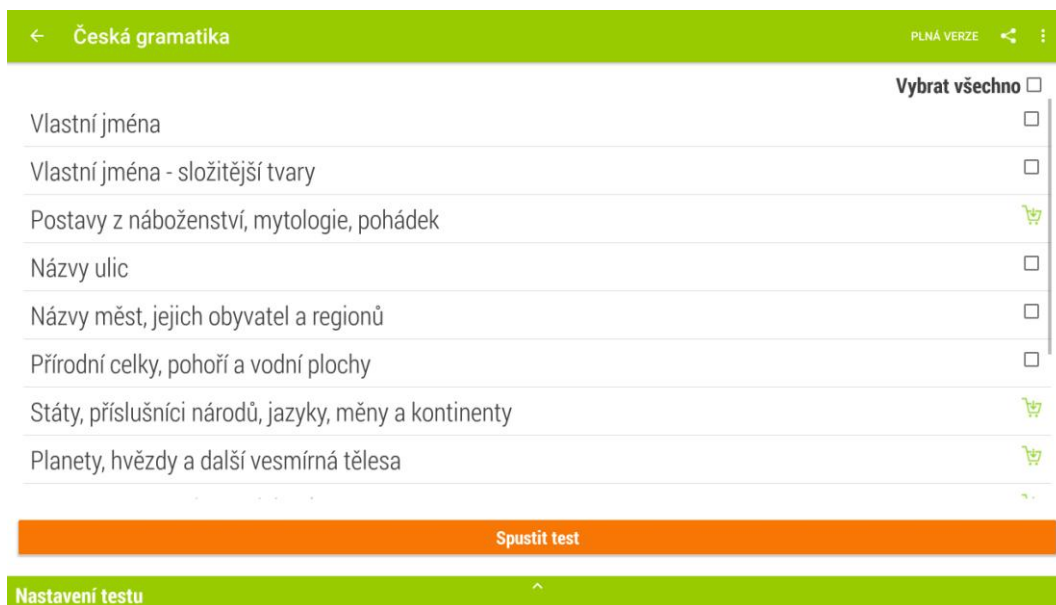 Česká gramatika
PLNÁ VERZE
Vybrat všechno
Vlastní jména
Vlastní jména - složitější tvary
Postavy z náboženství, mytologie, pohádek
Názvy ulic
Názvy měst, jejich obyvatel a regionů
Přírodní celky, pohoří a vodní plochy
Státy, příslušníci národů, jazyky, měny a kontinenty
Planety, hvězdy a další vesmírná tělesa
Spustit test
Nastavení testu